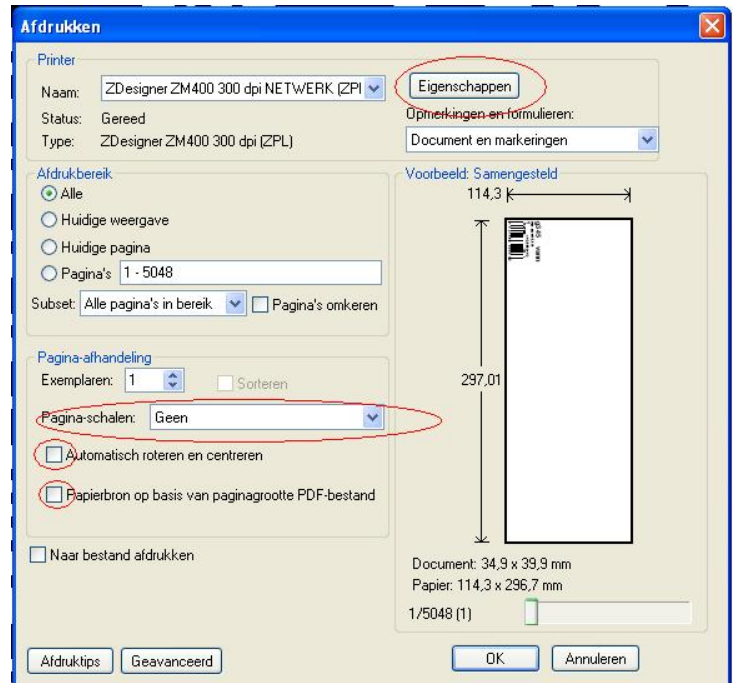 Afdrukken
Printer
Naam: ZDesigner ZM400 300 dpi NETWERK (ZPI
Eigenschappen
Status: Gereed
Opmerkingen en formulieren:
Type: ZDesigner ZM400 300 dpi (ZPL)
Document en markeringen
Afdrukbereik
Alle
Huidige weergave
Huidige pagina
Pagina's 1 - 5048
Subset: Alle pagina's in bereik
Pagina's omkeren
Pagina-afhandeling
Exemplaren: 1
Sorteren
Pagina-schalen: Geen
Automatisch roteren en centreren
Papierbron op basis van paginagrootte PDF-bestand
Naar bestand afdrukken
Voorbeeld: Samengesteld
114,3
297,01
Document: 34,9 x 39,9 mm
Papier: 114,3 x 296,7 mm
1/5048 (1)
Afdruktips
Geavanceerd
OK
Annuleren